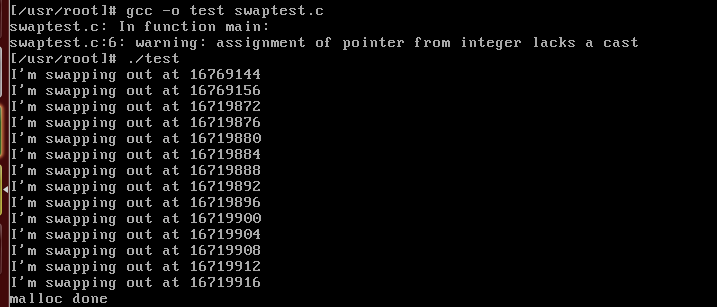 [/usr/root]# gcc -o test swaptest.c
swaptest.c: In function main:
swaptest.c:6: warning: assignment of pointer from integer lacks a cast
[/usr/root]# ./test
I'm swapping out at 16769144
I'm swapping out at 16769156
I'm swapping out at 16719872
I'm swapping out at 16719876
I'm swapping out at 16719880
I'm swapping out at 16719884
I'm swapping out at 16719888
I'm swapping out at 16719892
I'm swapping out at 16719896
I'm swapping out at 16719900
I'm swapping out at 16719904
I'm swapping out at 16719908
I'm swapping out at 16719912
I'm swapping out at 16719916
malloc done